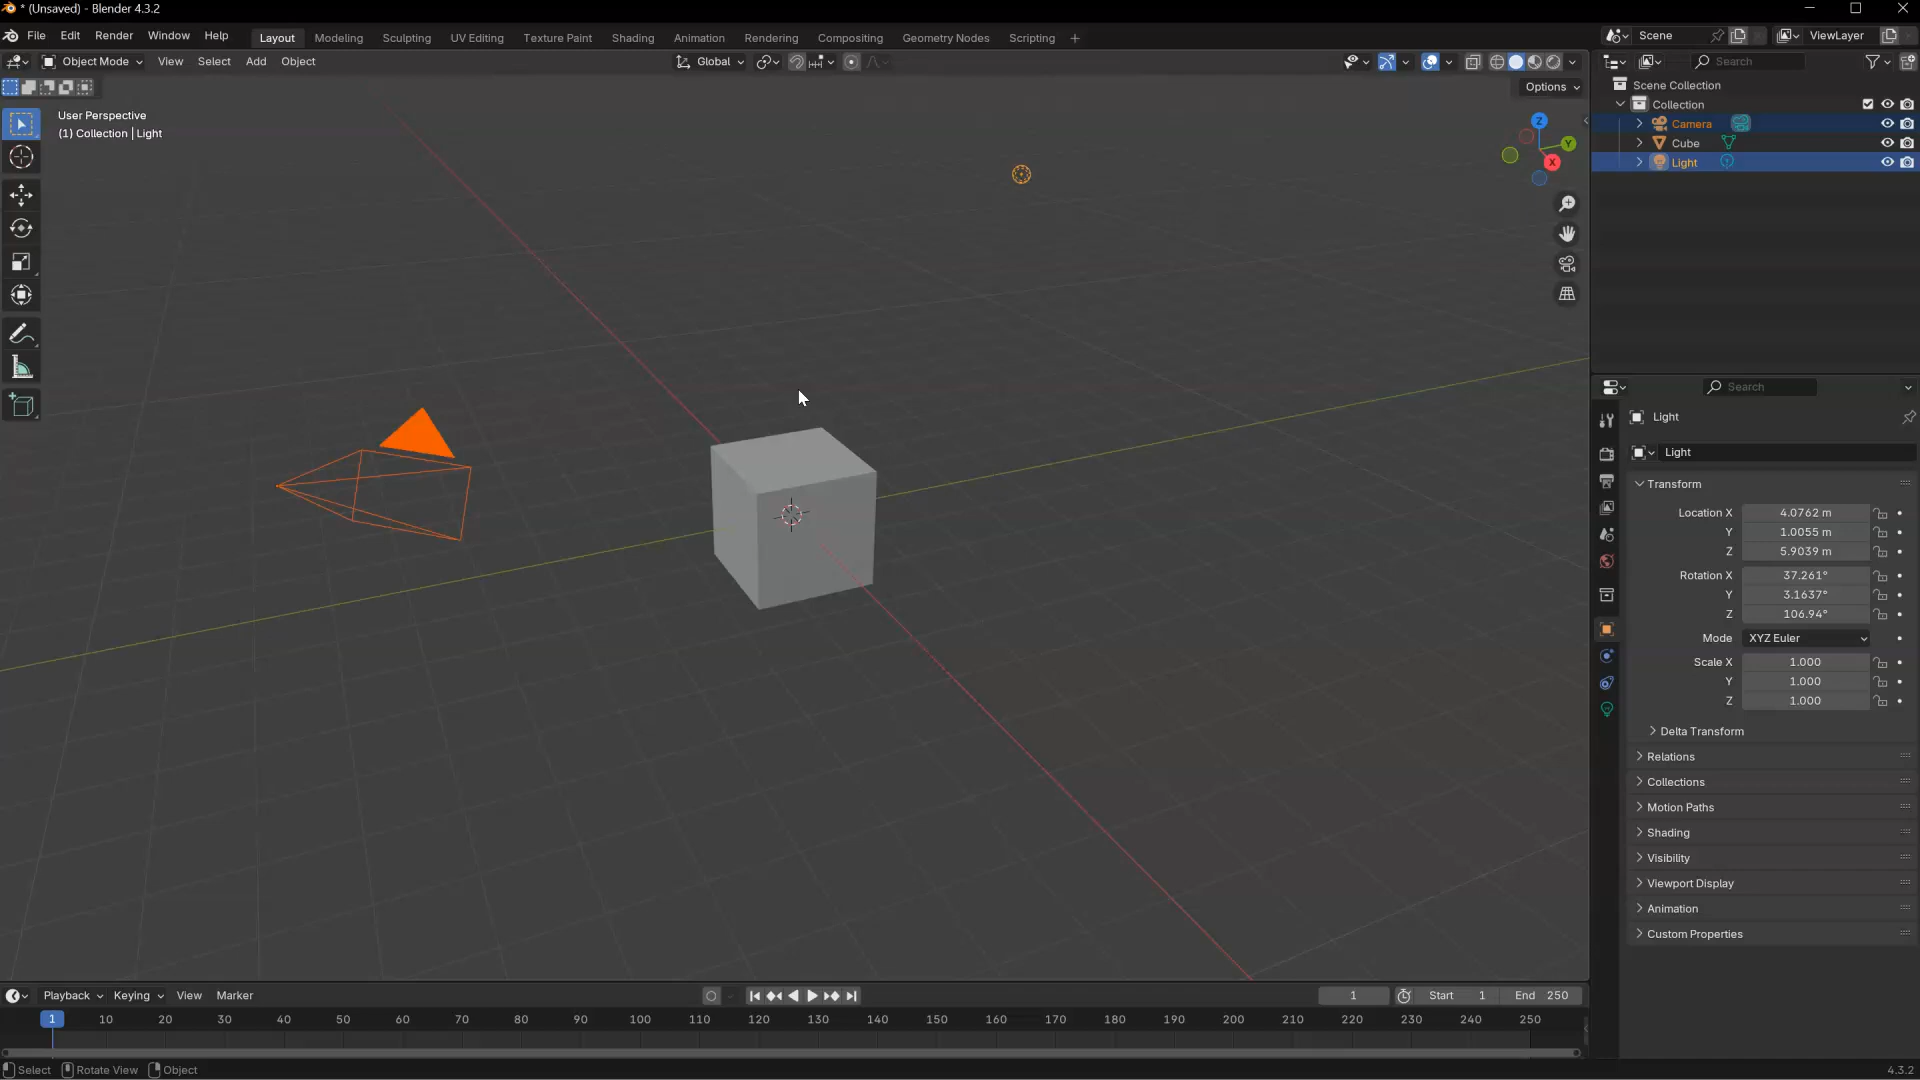 * (Unsaved) - Blender 4.3.2
File Edit Render Window Help
Layout Modeling Sculpting UV Editing Texture Paint Shading Animation Rendering Compositing Geometry Nodes Scripting +
Scene ViewLayer
Object Mode View Select Add Object
Global
Search
Options
User Perspective
(1) Collection | Light
Z
Y
X
Scene Collection
Collection
Camera
Cube
Light
Search
Light
Light
Transform
Location X 4.0762 m
Y 1.0055 m
Z 5.9039 m
Rotation X 37.261°
Y 3.1637°
Z 106.94°
Mode XYZ Euler
Scale X 1.000
Y 1.000
Z 1.000
Delta Transform
Relations
Collections
Motion Paths
Shading
Visibility
Viewport Display
Animation
Custom Properties
Playback Keying View Marker
1 Start 1 End 250
1 10 20 30 40 50 60 70 80 90 100 110 120 130 140 150 160 170 180 190 200 210 220 230 240 250
Select Rotate View Object
4.3.2